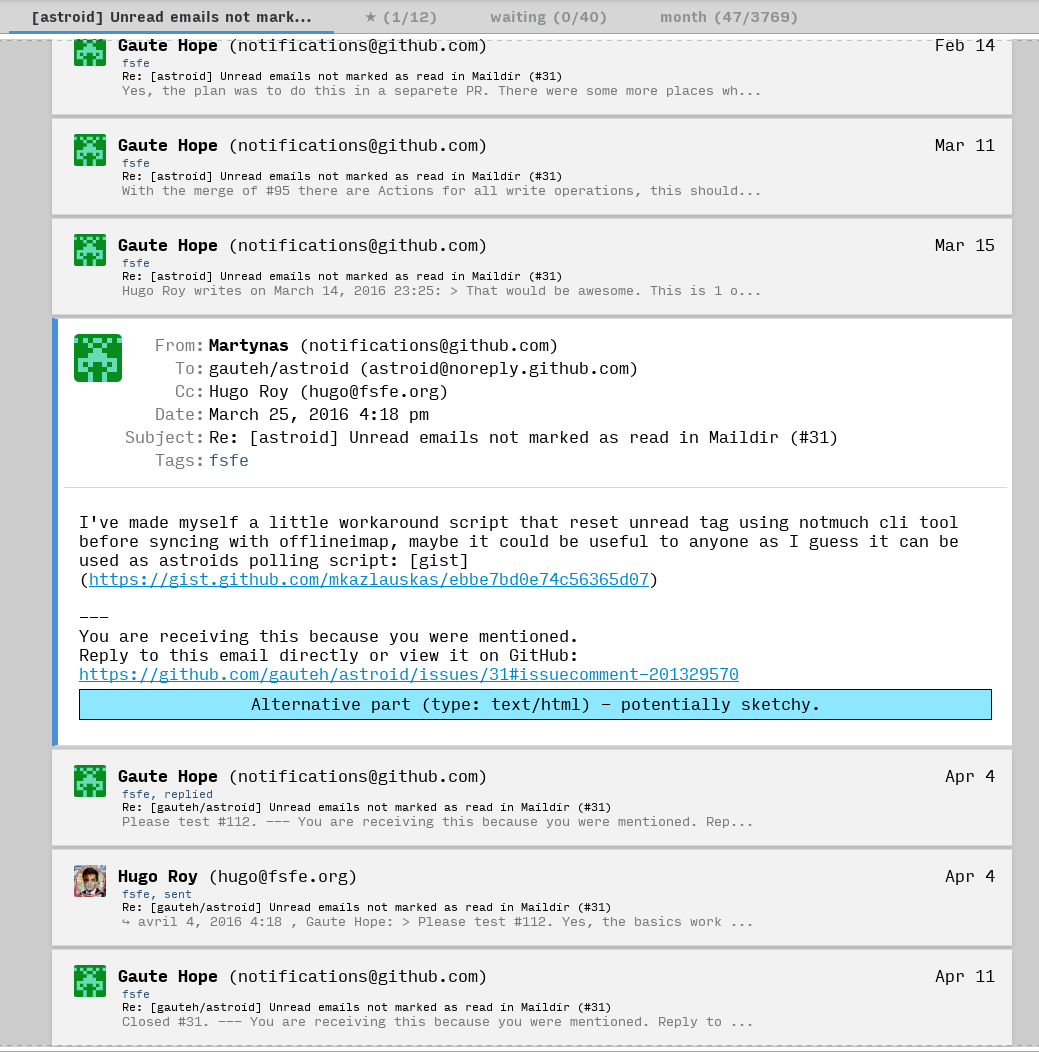 [astroid] Unread emails not mark... ★ (1/12) waiting (0/40) month (47/3769)
Gaute Hope (notifications@github.com) Feb 14
fsfe
Re: [astroid] Unread emails not marked as read in Maildir (#31)
Yes, the plan was to do this in a separete PR. There were some more places wh...
Gaute Hope (notifications@github.com) Mar 11
fsfe
Re: [astroid] Unread emails not marked as read in Maildir (#31)
With the merge of #95 there are Actions for all write operations, this should...
Gaute Hope (notifications@github.com) Mar 15
fsfe
Re: [astroid] Unread emails not marked as read in Maildir (#31)
Hugo Roy writes on March 14, 2016 23:25: > That would be awesome. This is 1 o...
From: Martynas (notifications@github.com)
To: gauteh/astroid (astroid@noreply.github.com)
Cc: Hugo Roy (hugo@fsfe.org)
Date: March 25, 2016 4:18 pm
Subject: Re: [astroid] Unread emails not marked as read in Maildir (#31)
Tags: fsfe
I've made myself a little workaround script that reset unread tag using notmuch cli tool
before syncing with offlineimap, maybe it could be useful to anyone as I guess it can be
used as astroids polling script: [gist]
(https://gist.github.com/mkazlauskas/ebbe7bd0e74c56365d07)
---
You are receiving this because you were mentioned.
Reply to this email directly or view it on GitHub:
https://github.com/gauteh/astroid/issues/31#issuecomment-201329570
Alternative part (type: text/html) - potentially sketchy.
Gaute Hope (notifications@github.com) Apr 4
fsfe, replied
Re: [gauteh/astroid] Unread emails not marked as read in Maildir (#31)
Please test #112. --- You are receiving this because you were mentioned. Rep...
Hugo Roy (hugo@fsfe.org) Apr 4
fsfe, sent
Re: [gauteh/astroid] Unread emails not marked as read in Maildir (#31)
↪ avril 4, 2016 4:18 , Gaute Hope: > Please test #112. Yes, the basics work ...
Gaute Hope (notifications@github.com) Apr 11
fsfe
Re: [gauteh/astroid] Unread emails not marked as read in Maildir (#31)
Closed #31. --- You are receiving this because you were mentioned. Reply to ...